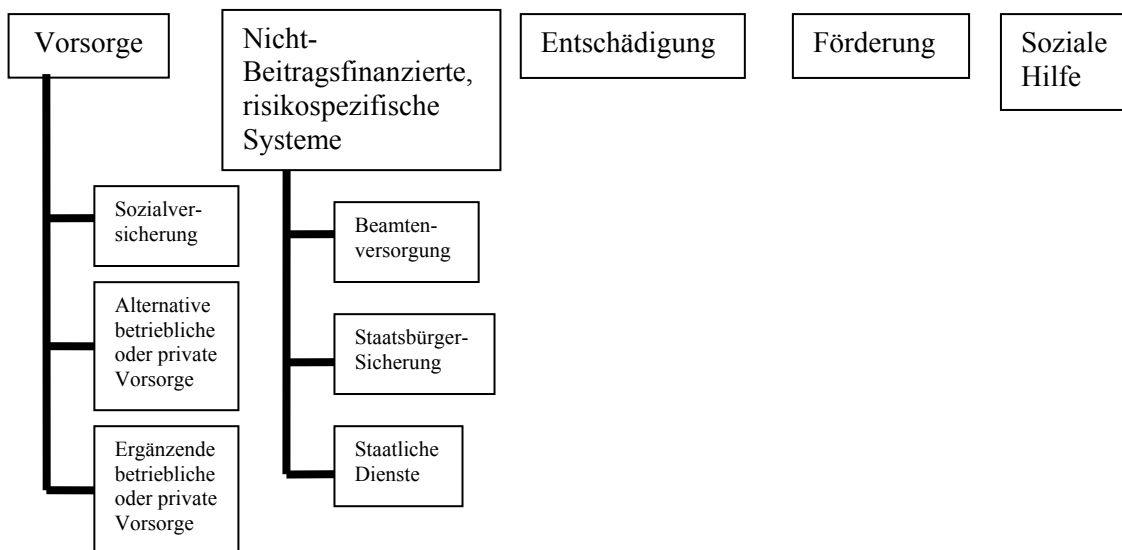 Vorsorge
Nicht-
Beitragsfinanzierte,
risikospezifische
Systeme
Entschädigung
Förderung
Soziale
Hilfe
Sozialver-
sicherung
Alternative
betriebliche
oder private
Vorsorge
Ergänzende
betriebliche
oder private
Vorsorge
Beamten-
versorgung
Staatsbürger-
Sicherung
Staatliche
Dienste